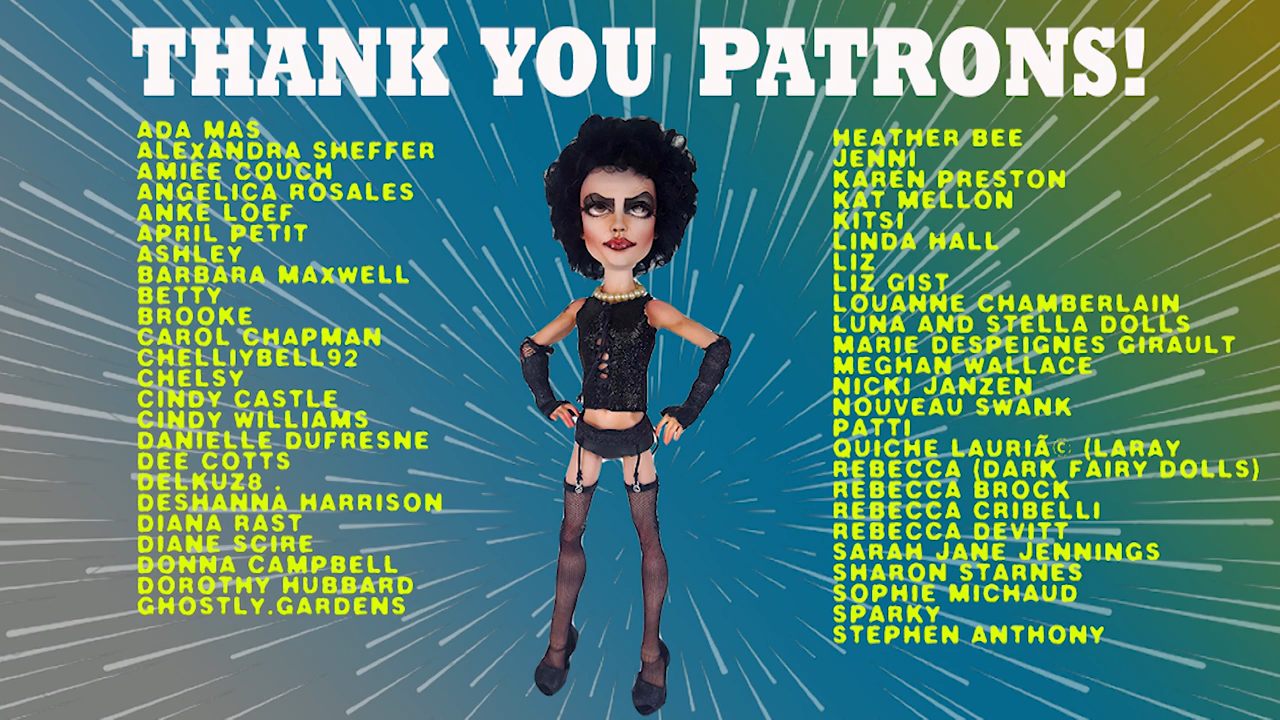 THANK YOU PATRONS!
ADA MAS
ALEXANDRA SHEFFER
AMIEE COUCH
ANGELICA ROSALES
ANKE LOEF
APRIL PETIT
ASHLEY
BARBARA MAXWELL
BETTY
BROOKE
CAROL CHAPMAN
CHELLIYBELL92
CHELSY
CINDY CASTLE
CINDY WILLIAMS
DANIELLE DUFRESNE
DEE COTTS
DELKUZ8 .
DESHANNA HARRISON
DIANA RAST
DIANE SCIRE
DONNA CAMPBELL
DOROTHY HUBBARD
GHOSTLY.GARDENS
HEATHER BEE
JENNI
KAREN PRESTON
KAT MELLON
KITSI
LINDA HALL
LIZ
LIZ GIST
LOUANNE CHAMBERLAIN
LUNA AND STELLA DOLLS
MARIE DESPEIGNES GIRAULT
MEGHAN WALLACE
NICKI JANZEN
NOUVEAU SWANK
PATTI
QUICHE LAURIÃ©, (LARAY
REBECCA (DARK FAIRY DOLLS)
REBECCA BROCK
REBECCA CRIBELLI
REBECCA DEVITT
SARAH JANE JENNINGS
SHARON STARNES
SOPHIE MICHAUD
SPARKY
STEPHEN ANTHONY